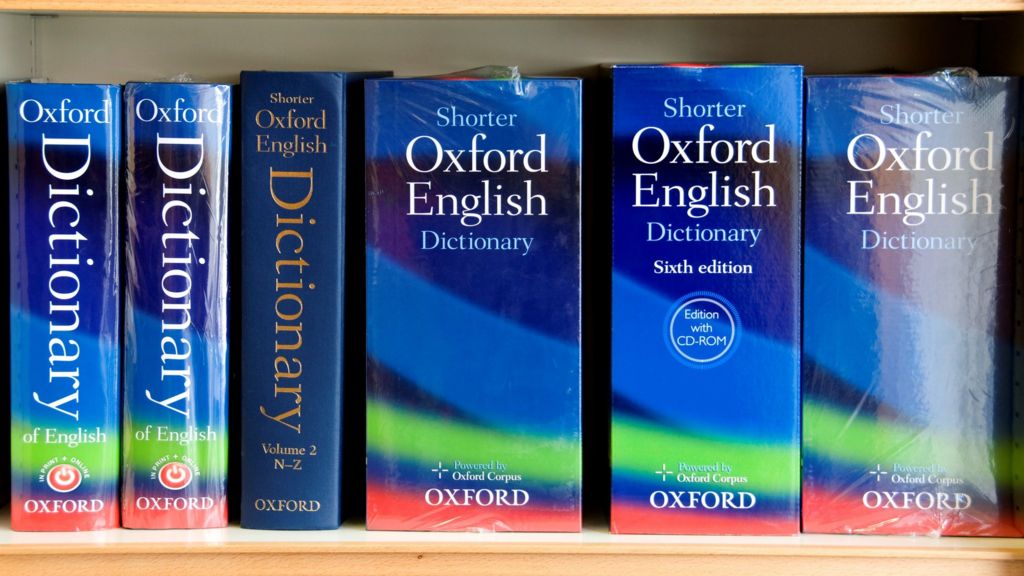 Oxford
Dictionary
of English
IN PRINT + ONLINE
OXFORD
Oxford
Dictionary
of English
IN PRINT + ONLINE
OXFORD
Shorter
Oxford
English
Dictionary
Volume 2
N–Z
OXFORD
Shorter
Oxford
English
Dictionary
Powered by
Oxford Corpus
OXFORD
Shorter
Oxford
English
Dictionary
Sixth edition
Edition
with
CD-ROM
Powered by
Oxford Corpus
OXFORD
Shorter
Oxford
English
Dictionary
Powered by
Oxford Corpus
OXFORD